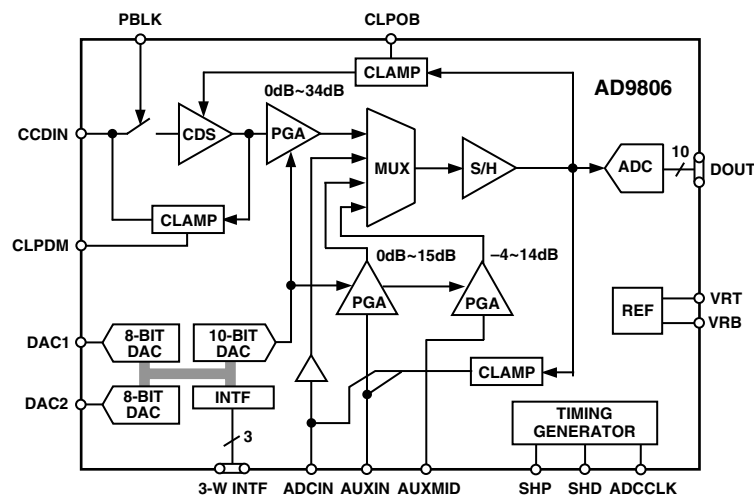 PBLK
CLPOB
CLAMP
AD9806
0dB~34dB
CCDIN
CDS
PGA
MUX
S/H
ADC
10
DOUT
CLAMP
CLPDM
0dB~15dB
–4~14dB
PGA
PGA
REF
VRT
VRB
DAC1
8-BIT
DAC
10-BIT
DAC
CLAMP
DAC2
8-BIT
DAC
INTF
TIMING
GENERATOR
3
3-W INTF
ADCIN
AUXIN
AUXMID
SHP
SHD
ADCCLK